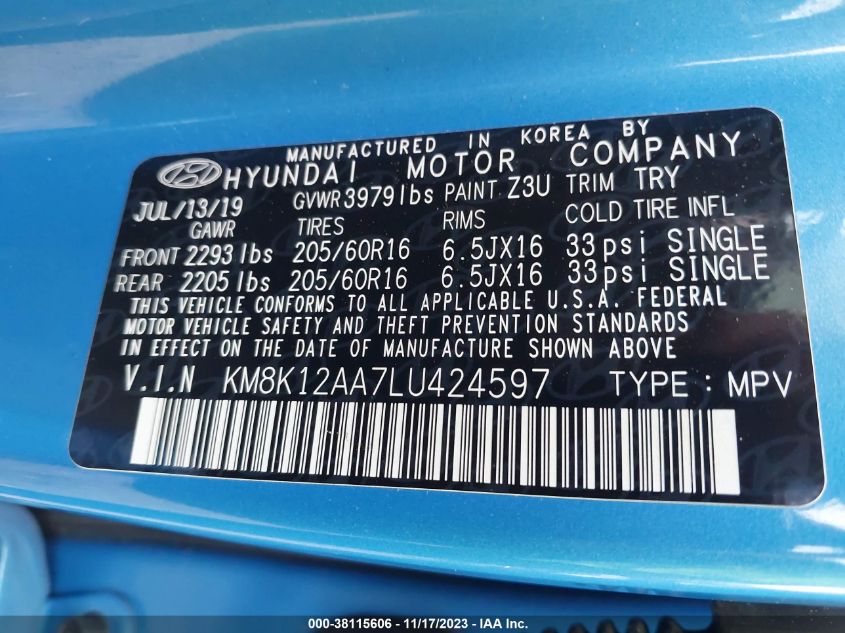 MANUFACTURED IN KOREA BY
HYUNDAI MOTOR COMPANY
JUL/13/19 GVWR 3979lbs PAINT Z3U TRIM TRY
GAWR TIRES RIMS COLD TIRE INFL
FRONT 2293 lbs 205/60R16 6.5JX16 33psi SINGLE
REAR 2205 lbs 205/60R16 6.5JX16 33psi SINGLE
THIS VEHICLE CONFORMS TO ALL APPLICABLE U.S.A. FEDERAL
MOTOR VEHICLE SAFETY AND THEFT PREVENTION STANDARDS
IN EFFECT ON THE DATE OF MANUFACTURE SHOWN ABOVE
V.I.N KM8K12AA7LU424597 TYPE : MPV
000-38115606 - 11/17/2023 - IAA Inc.